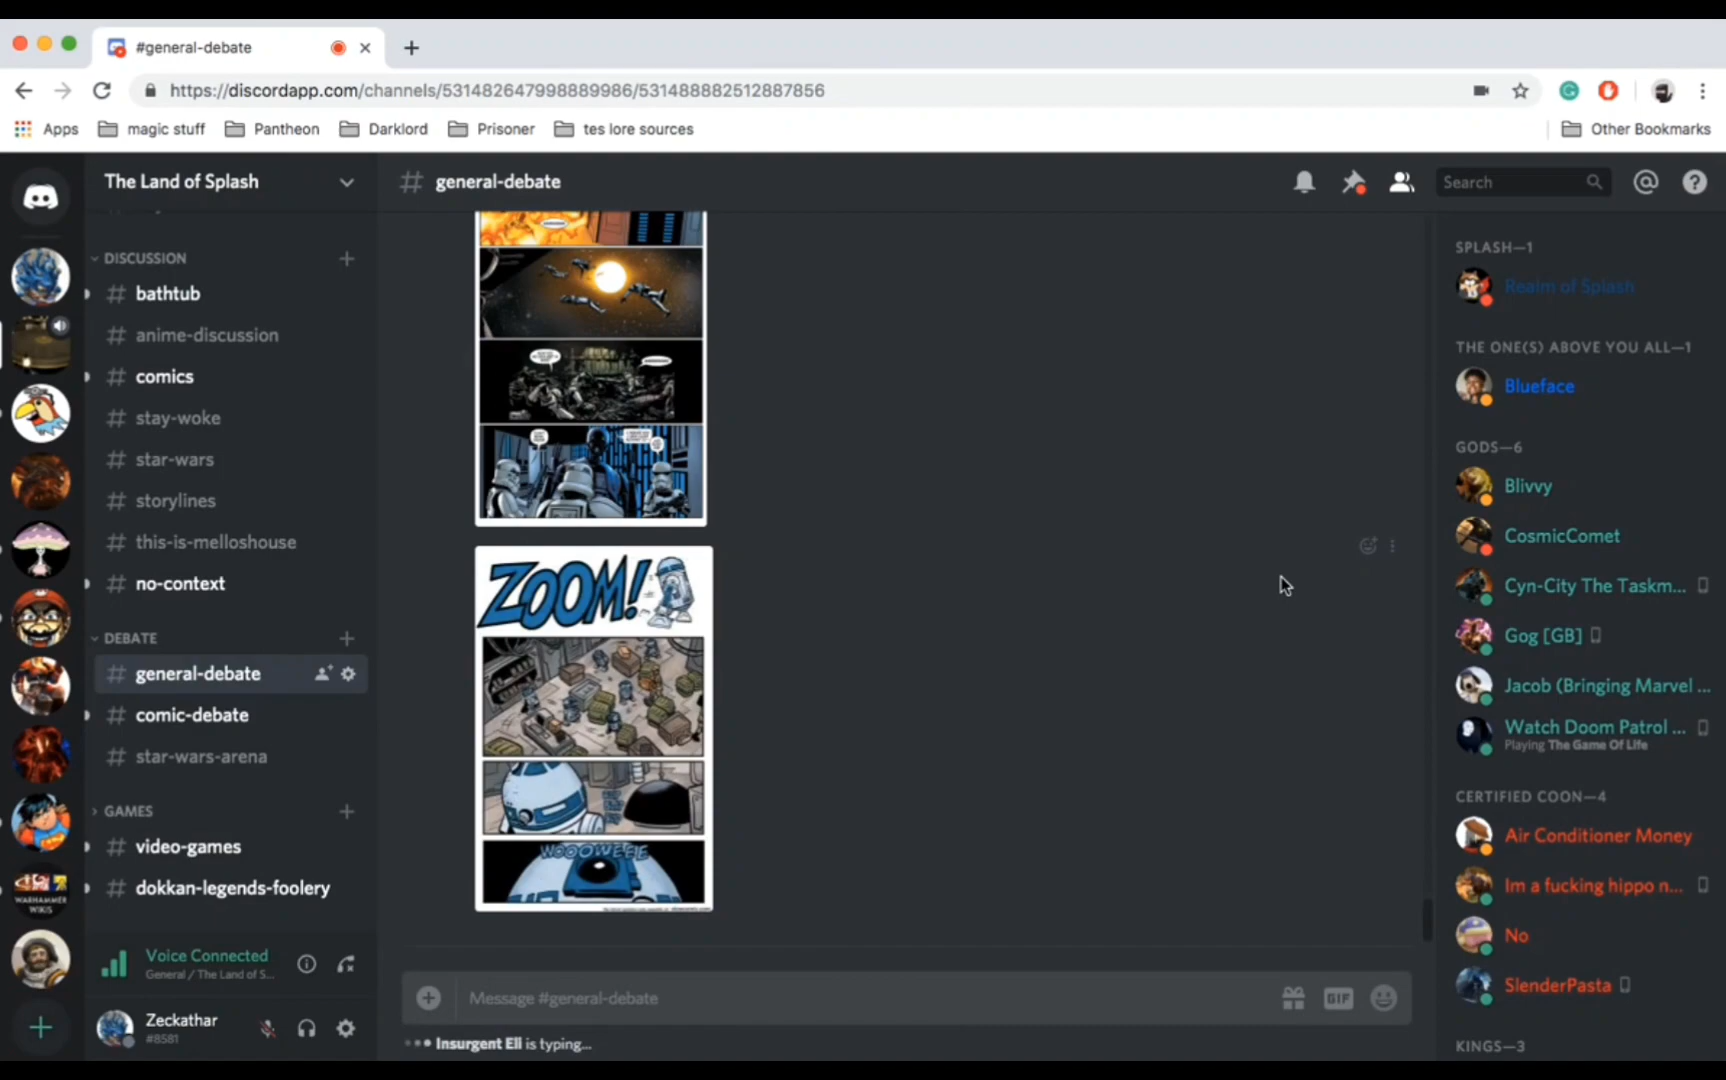 #general-debate
https://discordapp.com/channels/531482647998889986/531488882512887856
Apps
magic stuff
Pantheon
Darklord
Prisoner
tes lore sources
Other Bookmarks
The Land of Splash
# general-debate
Search
DISCUSSION
# bathtub
# anime-discussion
# comics
# stay-woke
# star-wars
# storylines
# this-is-melloshouse
# no-context
DEBATE
# general-debate
# comic-debate
# star-wars-arena
GAMES
# video-games
# dokkan-legends-foolery
WARHAMMER
WIKIS
Voice Connected
General / The Land of S...
Zeckathar
#8581
ZOOM!
WOOOWEEE
Message #general-debate
GIF
Insurgent Eli is typing...
SPLASH—1
Realm of Splash
THE ONE(S) ABOVE YOU ALL—1
Blueface
GODS—6
Blivvy
CosmicComet
Cyn-City The Taskm...
Gog [GB]
Jacob (Bringing Marvel ...
Watch Doom Patrol ...
Playing The Game Of Life
CERTIFIED COON—4
Air Conditioner Money
Im a fucking hippo n...
No
SlenderPasta
KINGS—3